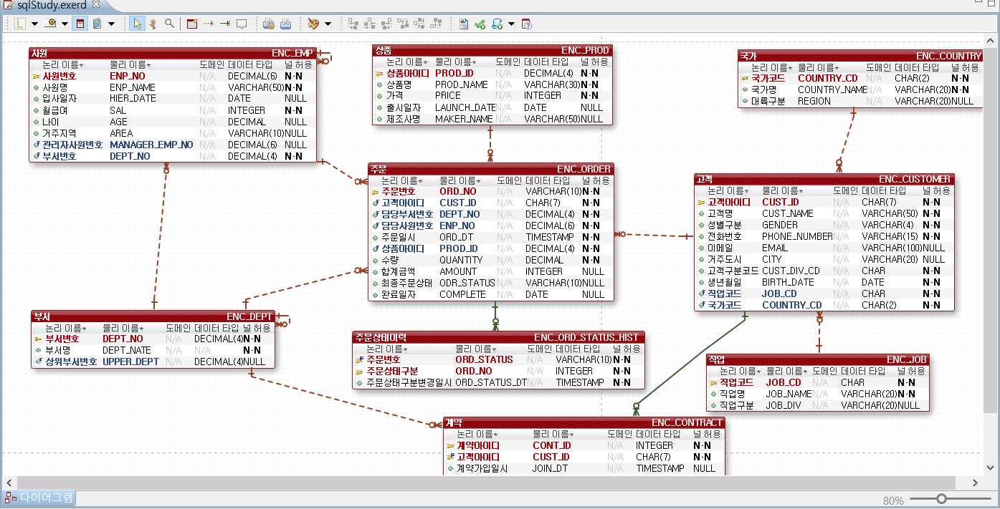 sqlStudy.exerd
사원 ENC_EMP
논리 이름* 물리 이름* 도메인 데이터 타입 널 허용
사원번호 ENP_NO N/A DECIMAL(6) N-N
사원명 ENP_NAME N/A VARCHAR(50) N-N
입사일자 HIER_DATE N/A DATE NULL
월급여 SAL N/A INTEGER N-N
나이 AGE N/A DECIMAL NULL
거주지역 AREA N/A VARCHAR(10) NULL
관리자사원번호 MANAGER_EMP_NO N/A DECIMAL(6) NULL
부서번호 DEPT_NO N/A DECIMAL(4) N-N
상품 ENC_PROD
논리 이름* 물리 이름* 도메인 데이터 타입 널 허용
상품아이디 PROD_ID N/A DECIMAL(4) N-N
상품명 PROD_NAME N/A VARCHAR(30) N-N
가격 PRICE N/A INTEGER N-N
출시일자 LAUNCH_DATE N/A DATE NULL
제조사명 MAKER_NAME N/A VARCHAR(50) NULL
국가 ENC_COUNTRY
논리 이름* 물리 이름* 도메인 데이터 타입 널 허용
국가코드 COUNTRY_CD N/A CHAR(2) N-N
국가명 COUNTRY_NAME N/A VARCHAR(20) N-N
대륙구분 REGION N/A VARCHAR(20) NULL
주문 ENC_ORDER
논리 이름* 물리 이름* 도메인 데이터 타입 널 허용
주문번호 ORD_NO N/A VARCHAR(10) N-N
고객아이디 CUST_ID N/A CHAR(7) N-N
담당부서번호 DEPT_NO N/A DECIMAL(4) N-N
담당사원번호 ENP_NO N/A DECIMAL(6) N-N
주문일시 ORD_DT N/A TIMESTAMP N-N
상품아이디 PROD_ID N/A DECIMAL(4) N-N
수량 QUANTITY N/A DECIMAL N-N
합계금액 AMOUNT N/A INTEGER NULL
최종주문상태 ODR_STATUS N/A VARCHAR(10) NULL
완료일자 COMPLETE N/A DATE NULL
고객 ENC_CUSTOMER
논리 이름* 물리 이름* 도메인 데이터 타입 널 허용
고객아이디 CUST_ID N/A CHAR(7) N-N
고객명 CUST_NAME N/A VARCHAR(50) N-N
성별구분 GENDER N/A VARCHAR(4) N-N
전화번호 PHONE_NUMBER N/A VARCHAR(15) N-N
이메일 EMAIL N/A VARCHAR(100) NULL
거주도시 CITY N/A VARCHAR(20) NULL
고객구분코드 CUST_DIV_CD N/A CHAR N-N
생년월일 BIRTH_DATE N/A DATE N-N
직업코드 JOB_CD N/A CHAR N-N
국가코드 COUNTRY_CD N/A CHAR(2) N-N
부서 ENC_DEPT
논리 이름* 물리 이름* 도메인 데이터 타입 널 허용
부서번호 DEPT_NO N/A DECIMAL(4) N-N
부서명 DEPT_NATE N/A N/A N-N
상위부서번호 UPPER_DEPT N/A DECIMAL(4) NULL
주문상태이력 ENC_ORD_STATUS_HIST
논리 이름* 물리 이름* 도메인 데이터 타입 널 허용
주문번호 ORD_STATUS N/A VARCHAR(10) N-N
주문상태구분 ORD_NO N/A INTEGER N-N
주문상태구분변경일시 ORD_STATUS_DT N/A TIMESTAMP N-N
직업 ENC_JOB
논리 이름* 물리 이름* 도메인 데이터 타입 널 허용
직업코드 JOB_CD N/A CHAR N-N
직업명 JOB_NAME N/A VARCHAR(20) N-N
직업구분 JOB_DIV N/A VARCHAR(20) NULL
계약 ENC_CONTRACT
논리 이름* 물리 이름* 도메인 데이터 타입 널 허용
계약아이디 CONT_ID N/A INTEGER N-N
고객아이디 CUST_ID N/A CHAR(7) N-N
계약가입일시 JOIN_DT N/A TIMESTAMP NULL
다이어그램
80%